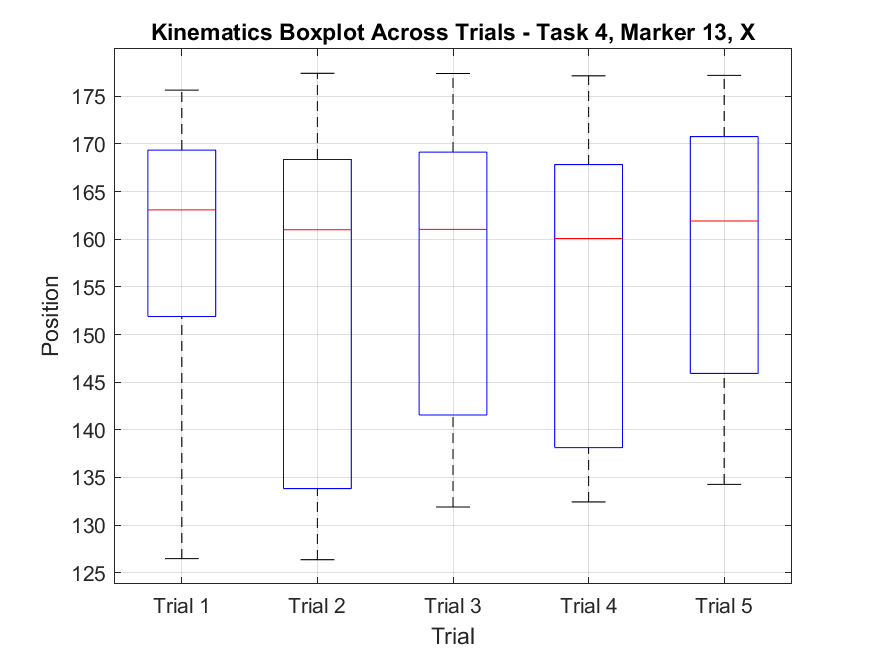 Kinematics Boxplot Across Trials - Task 4, Marker 13, X
175
170
165
160
155
150
145
140
135
130
125
Position
Trial 1 Trial 2 Trial 3 Trial 4 Trial 5
Trial